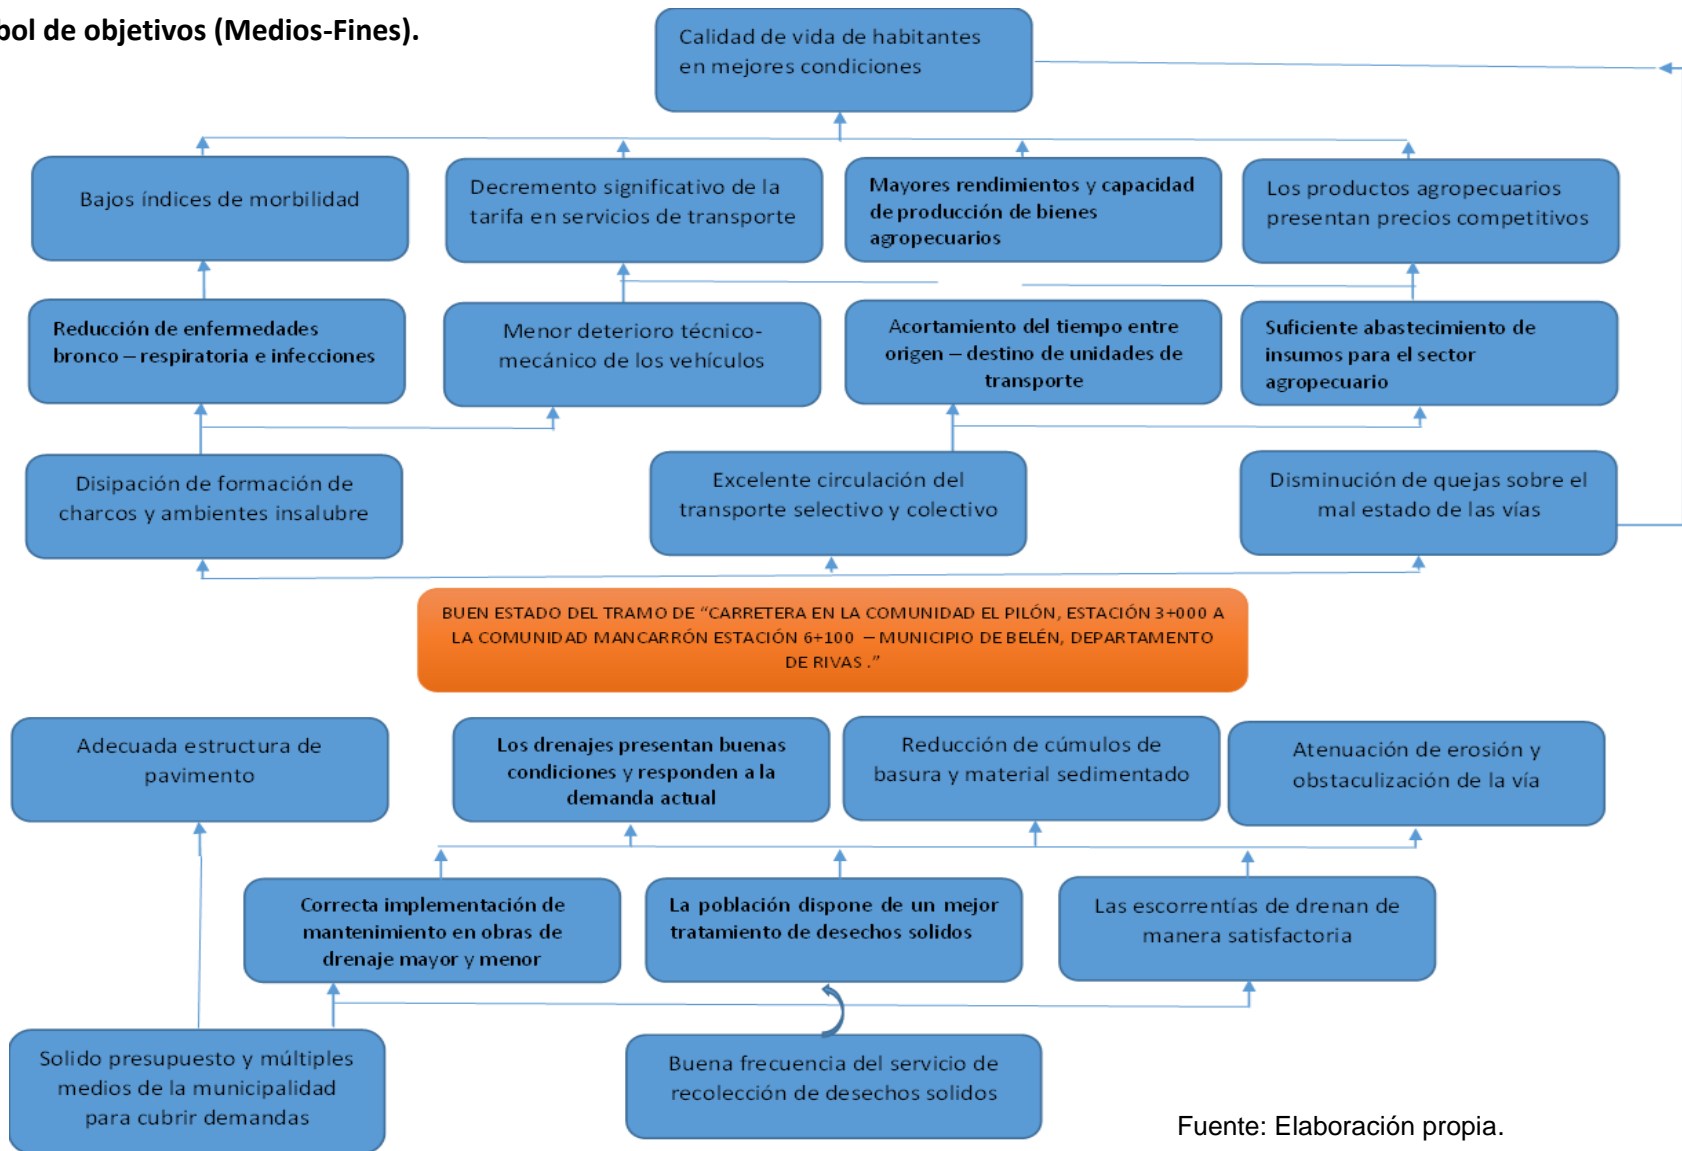 bol de objetivos (Medios-Fines).
Calidad de vida de habitantes
en mejores condiciones
Bajos índices de morbilidad
Decremento significativo de la
tarifa en servicios de transporte
Mayores rendimientos y capacidad
de producción de bienes
agropecuarios
Los productos agropecuarios
presentan precios competitivos
Reducción de enfermedades
bronco – respiratoria e infecciones
Menor deterioro técnico-
mecánico de los vehículos
Acortamiento del tiempo entre
origen – destino de unidades de
transporte
Suficiente abastecimiento de
insumos para el sector
agropecuario
Disipación de formación de
charcos y ambientes insalubre
Excelente circulación del
transporte selectivo y colectivo
Disminución de quejas sobre el
mal estado de las vías
BUEN ESTADO DEL TRAMO DE “CARRETERA EN LA COMUNIDAD EL PILÓN, ESTACIÓN 3+000 A
LA COMUNIDAD MANCARRÓN ESTACIÓN 6+100 – MUNICIPIO DE BELÉN, DEPARTAMENTO
DE RIVAS .”
Adecuada estructura de
pavimento
Los drenajes presentan buenas
condiciones y responden a la
demanda actual
Reducción de cúmulos de
basura y material sedimentado
Atenuación de erosión y
obstaculización de la vía
Correcta implementación de
mantenimiento en obras de
drenaje mayor y menor
La población dispone de un mejor
tratamiento de desechos solidos
Las escorrentías de drenan de
manera satisfactoria
Solido presupuesto y múltiples
medios de la municipalidad
para cubrir demandas
Buena frecuencia del servicio de
recolección de desechos solidos
Fuente: Elaboración propia.